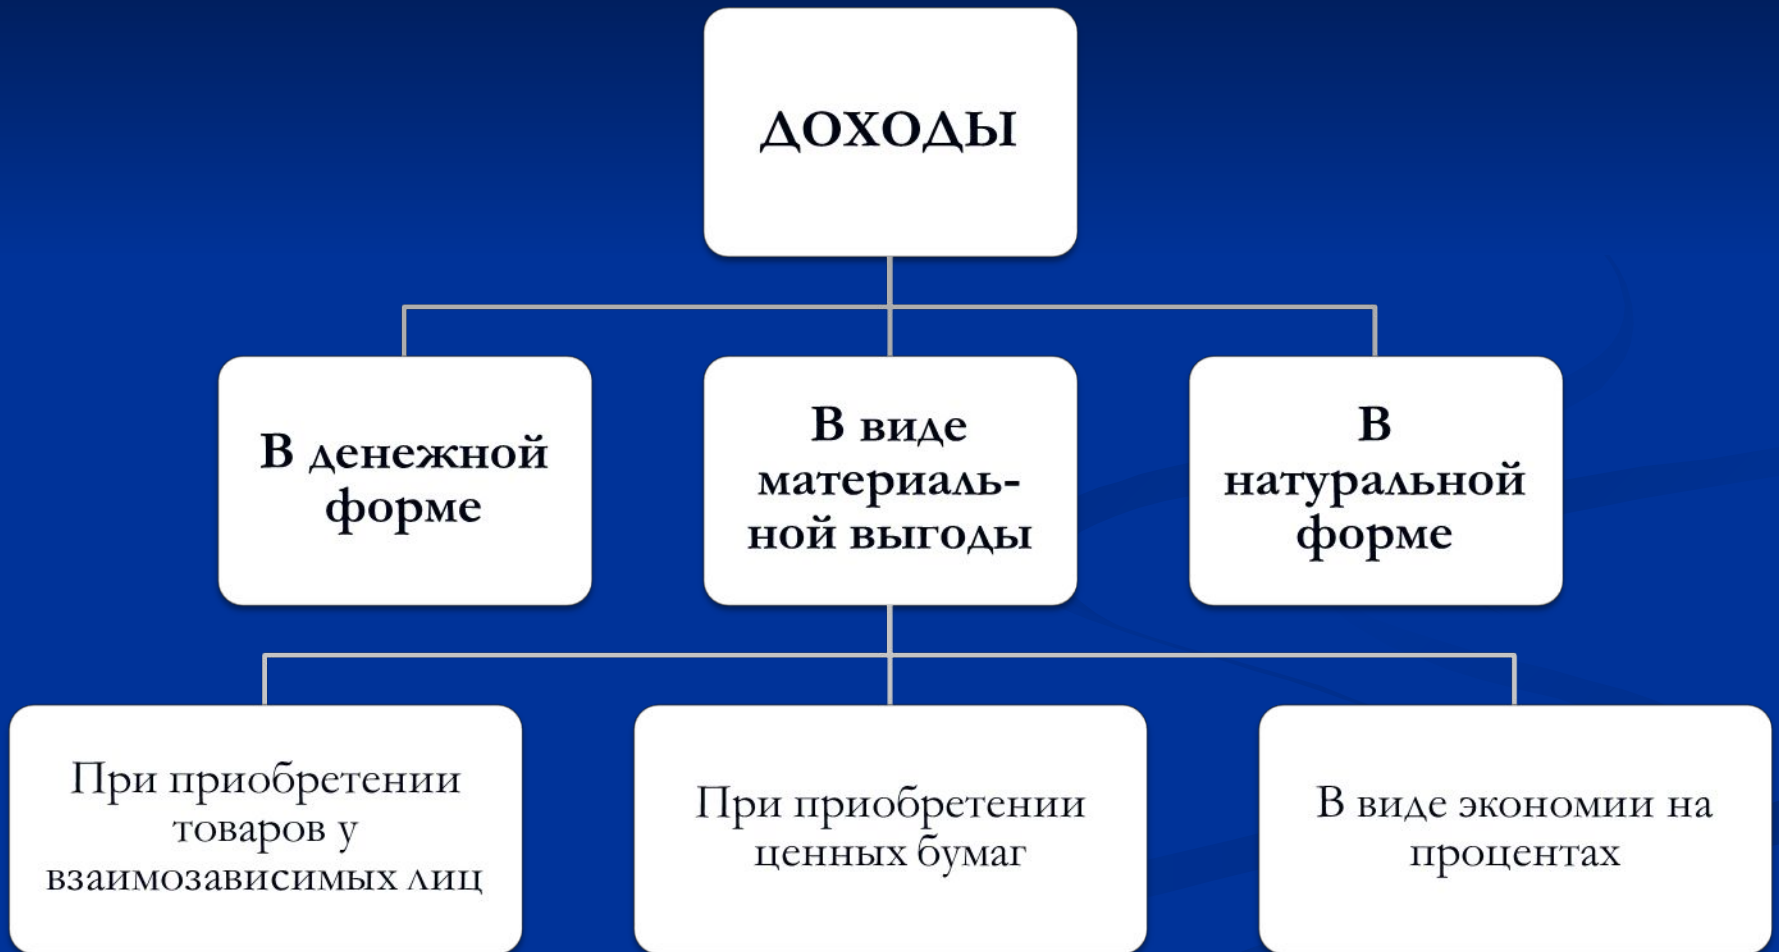 ДОХОДЫ
В денежной
форме
В виде
материаль-
ной выгоды
В
натуральной
форме
При приобретении
товаров у
взаимозависимых лиц
При приобретении
ценных бумаг
В виде экономии на
процентах